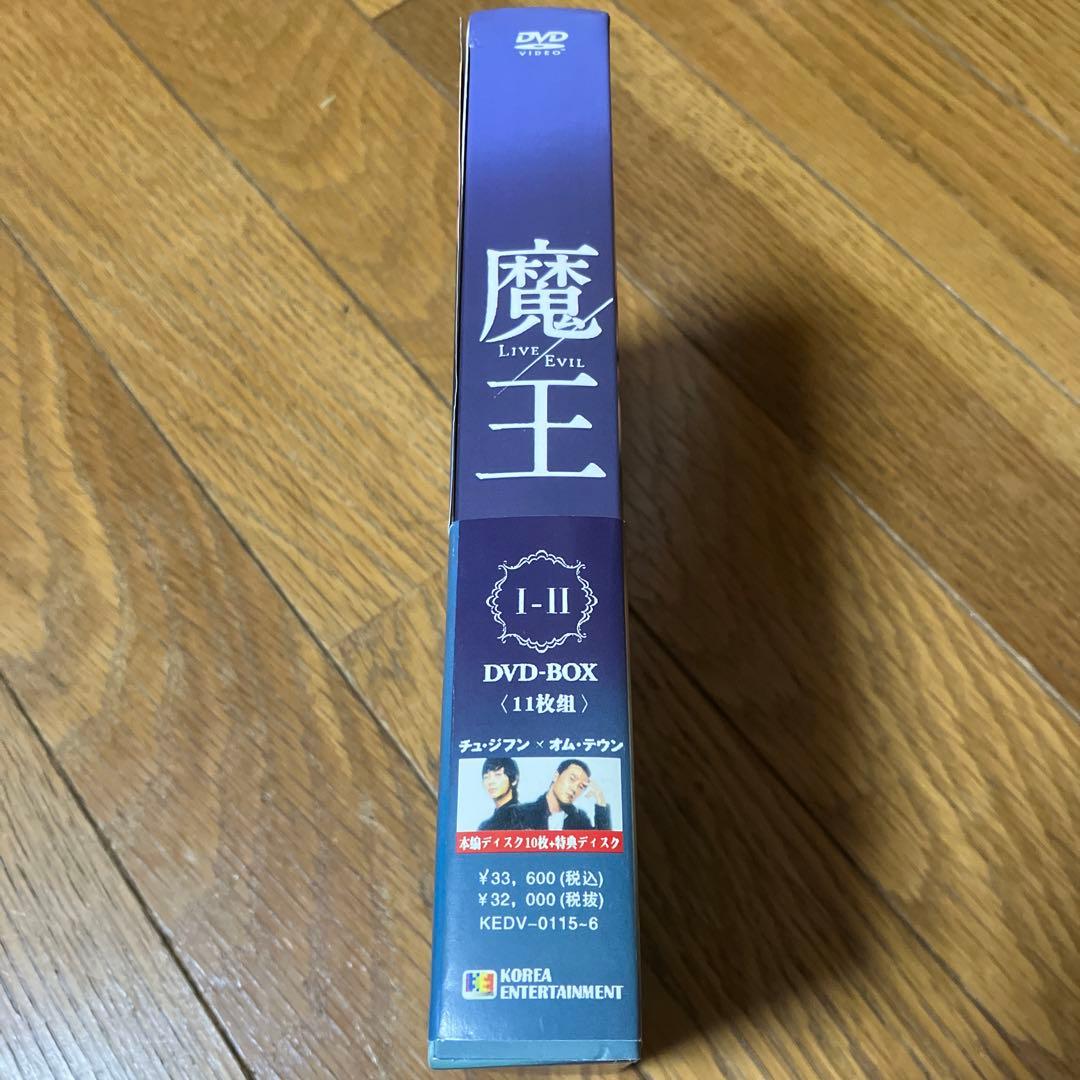 DVD
VIDEO
魔
LIVE EVIL
王
I-II
DVD-BOX
〈11枚組〉
チュ・ジフン×オム・テウン
本編ディスク10枚+特典ディスク
¥33,600(税込)
¥32,000(税抜)
KEDV-0115~6
KOREA
ENTERTAINMENT